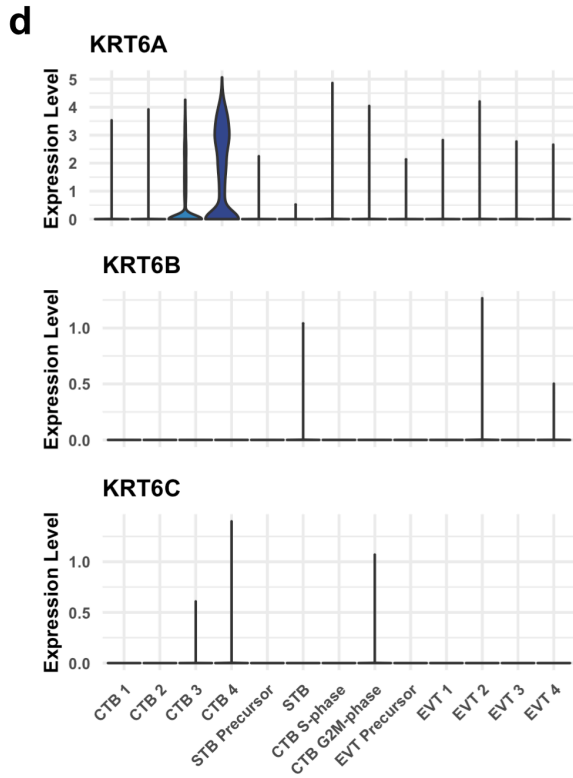 d
KRT6A
Expression Level
5
4
3
2
1
0
KRT6B
Expression Level
1.0
0.5
0.0
KRT6C
Expression Level
1.0
0.5
0.0
CTB 1
CTB 2
CTB 3
CTB 4
STB Precursor
STB
CTB S-phase
CTB G2M-phase
EVT Precursor
EVT 1
EVT 2
EVT 3
EVT 4